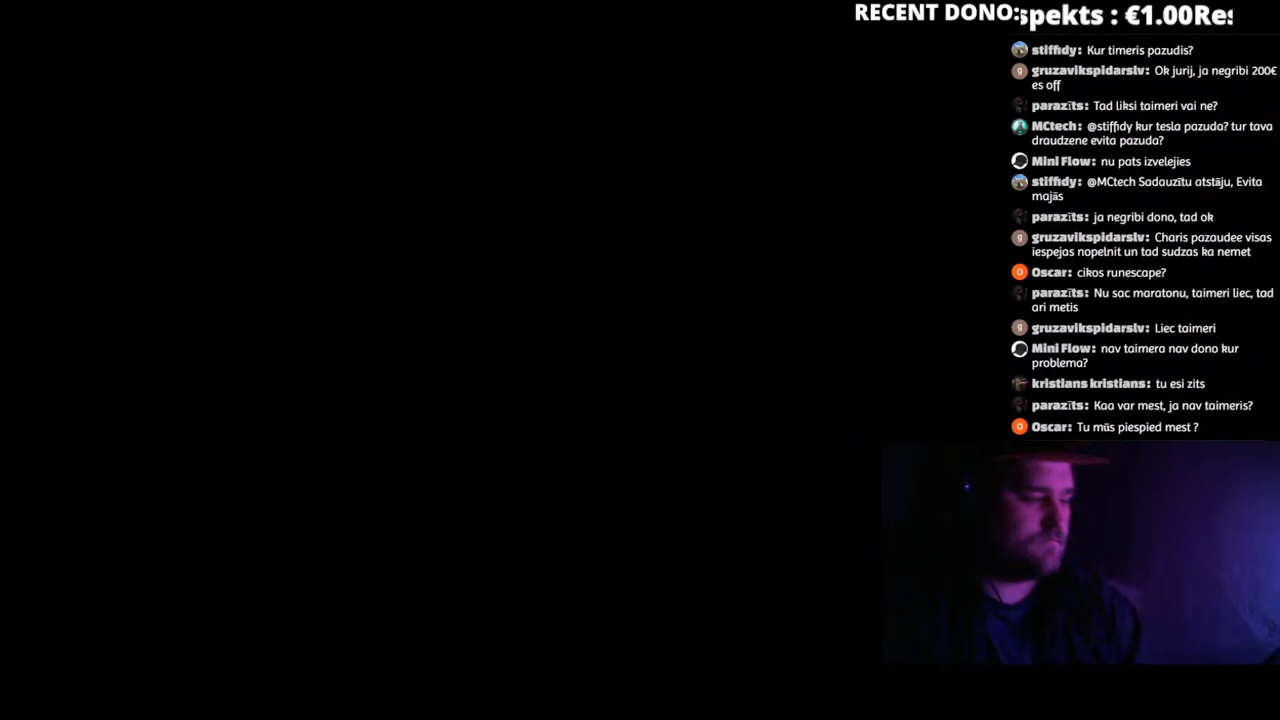 RECENT DONO:
spekts : €1.00Res
stiffidy: Kur timeris pazudis?
gruzavikspidarslv: Ok jurij, ja negribi 200€
es off
parazīts: Tad liksi taimeri vai ne?
MCtech: @stiffidy kur tesla pazuda? tur tava
draudzene evita pazuda?
Mini Flow: nu pats izvelejies
stiffidy: @MCtech Sadauzītu atstāju, Evita
majās
parazīts: ja negribi dono, tad ok
gruzavikspidarslv: Charis pazaudee visas
iespejas nopelnit un tad sudzas ka nemet
Oscar: cikos runescape?
parazīts: Nu sac maratonu, taimeri liec, tad
ari metis
gruzavikspidarslv: Liec taimeri
Mini Flow: nav taimera nav dono kur
problema?
kristians kristians: tu esi zits
parazīts: Kaa var mest, ja nav taimeris?
Oscar: Tu mūs piespied mest ?